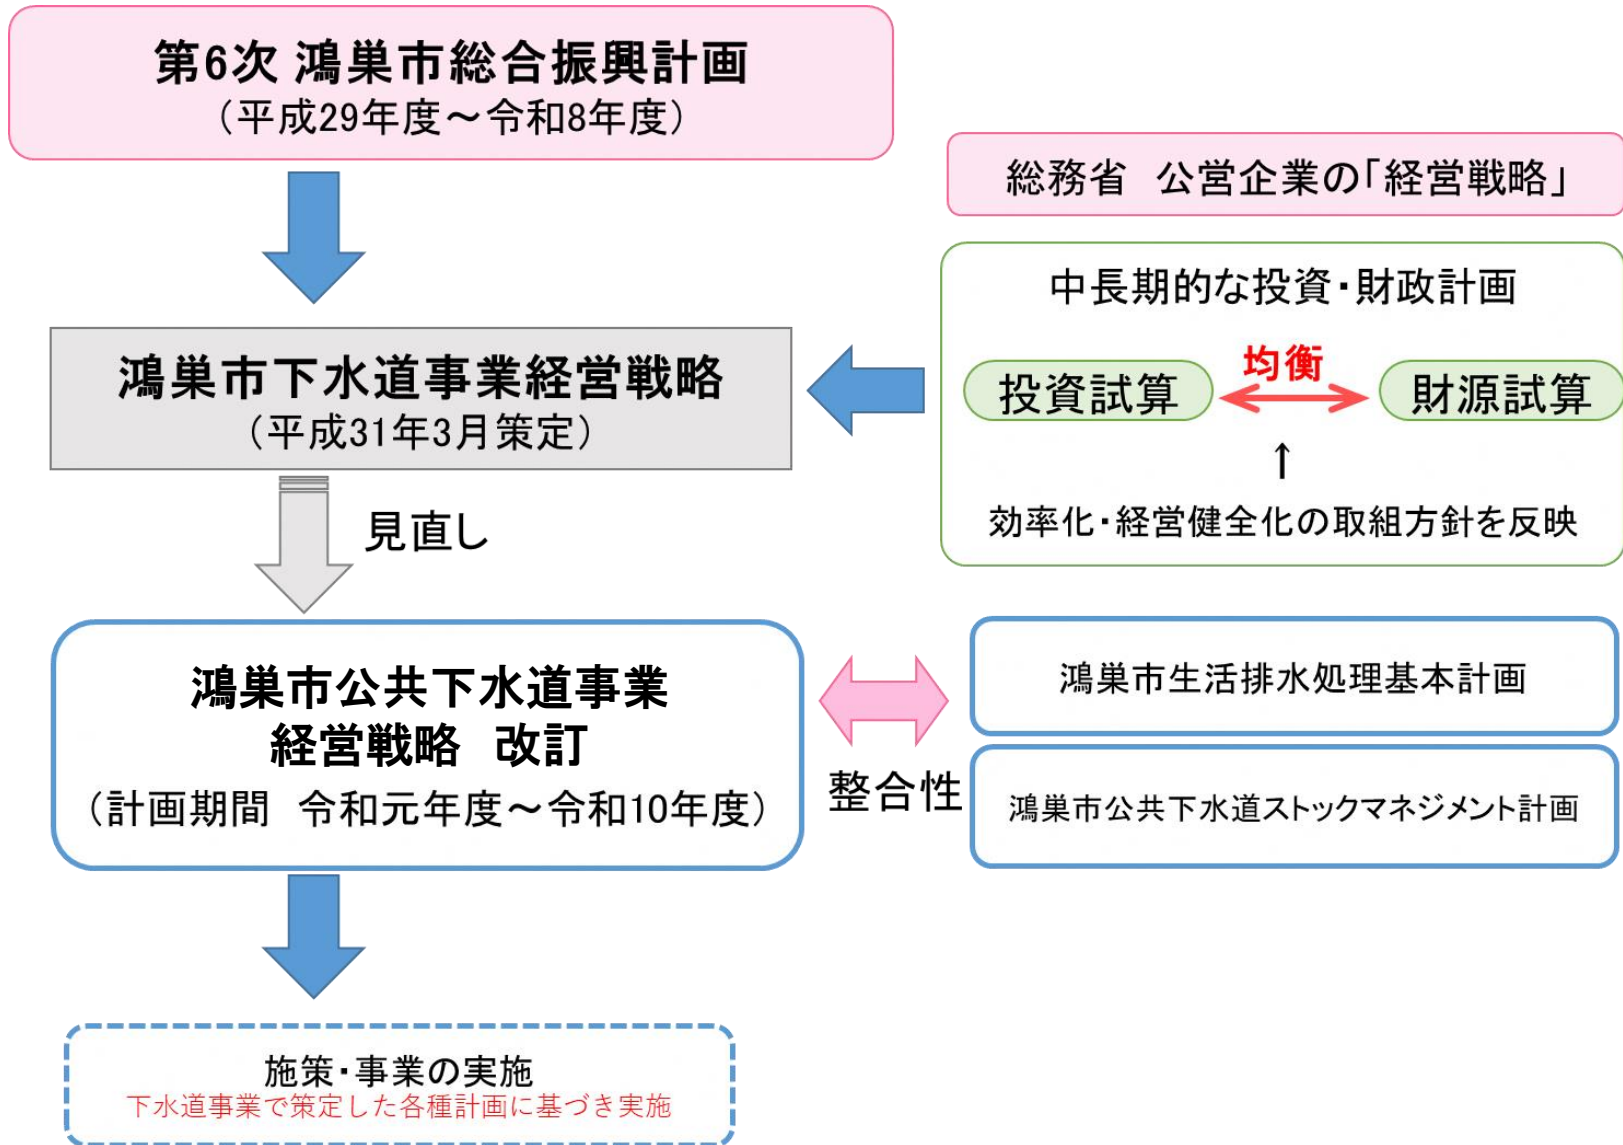 第6次 鴻巣市総合振興計画
（平成29年度～令和8年度）
総務省　公営企業の「経営戦略」
中長期的な投資・財政計画
均衡
投資試算
財源試算
↑
効率化・経営健全化の取組方針を反映
鴻巣市下水道事業経営戦略
（平成31年3月策定）
見直し
鴻巣市公共下水道事業
経営戦略　改訂
（計画期間　令和元年度～令和10年度）
整合性
鴻巣市生活排水処理基本計画
鴻巣市公共下水道ストックマネジメント計画
施策・事業の実施
下水道事業で策定した各種計画に基づき実施